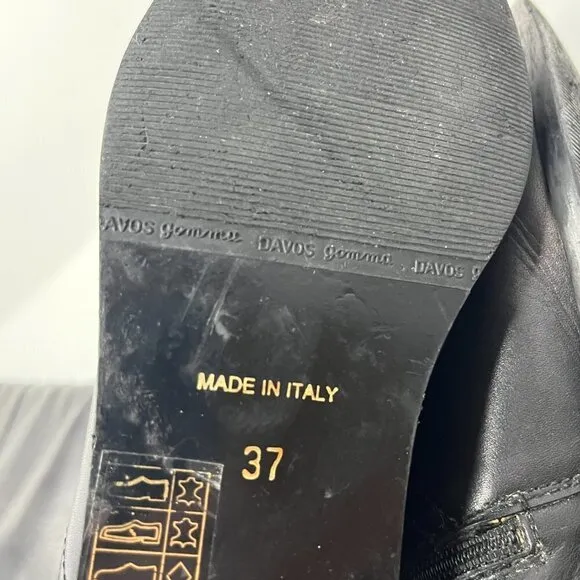 DAVOS gomma · DAVOS gomma · DAVOS g
MADE IN ITALY
37